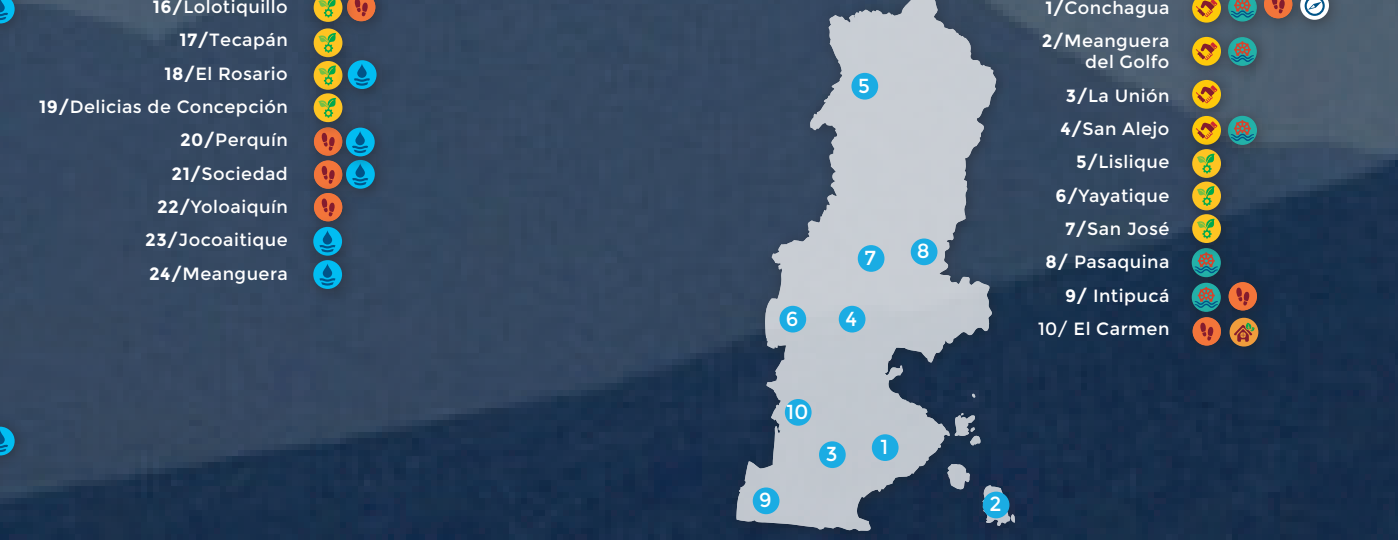 16/Lolotiquillo
17/Tecapán
18/El Rosario
19/Delicias de Concepción
20/Perquín
21/Sociedad
22/Yoloaiquín
23/Jocoaitique
24/Meanguera
5
7
8
6
4
10
3
1
9
2
1/Conchagua
2/Meanguera
del Golfo
3/La Unión
4/San Alejo
5/Lislique
6/Yayatique
7/San José
8/ Pasaquina
9/ Intipucá
10/ El Carmen